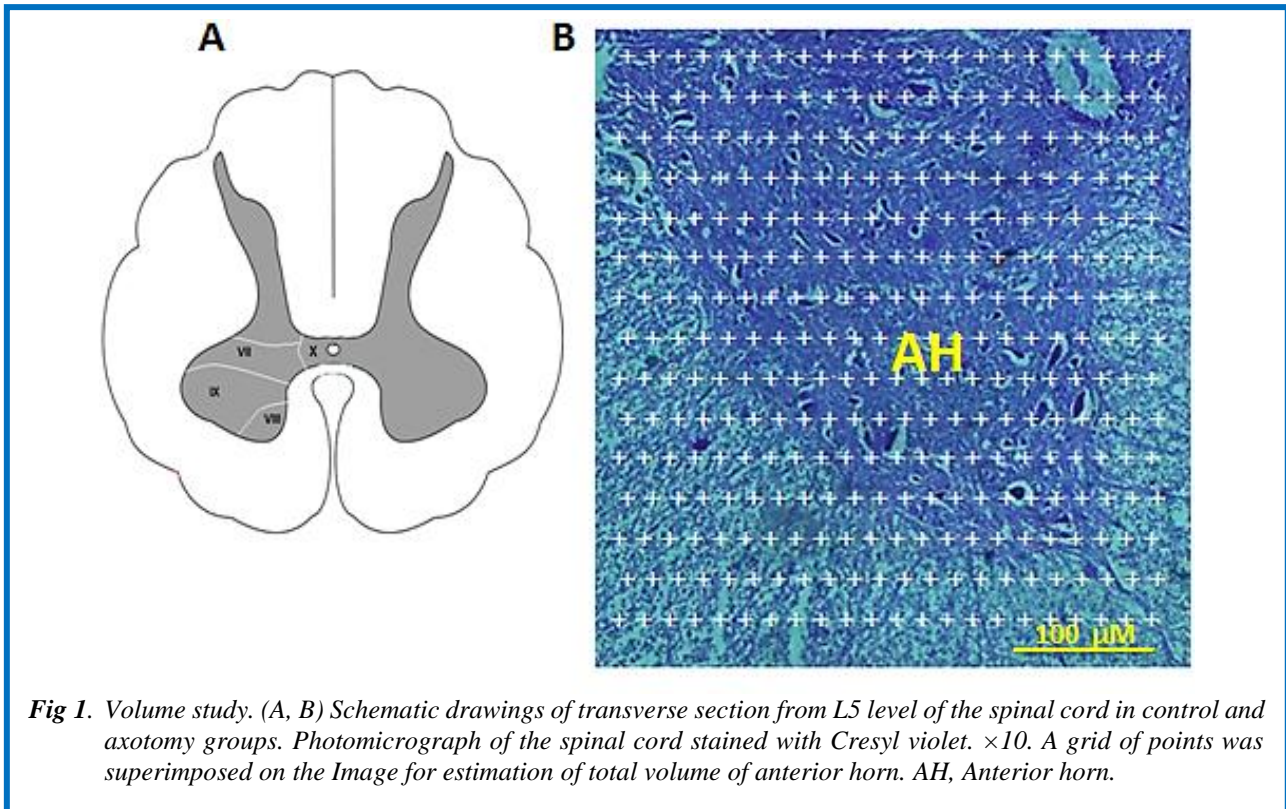 A
B
VII
X
IX
VIII
AH
100 µM
Fig 1. Volume study. (A, B) Schematic drawings of transverse section from L5 level of the spinal cord in control and
axotomy groups. Photomicrograph of the spinal cord stained with Cresyl violet. ×10. A grid of points was
superimposed on the Image for estimation of total volume of anterior horn. AH, Anterior horn.